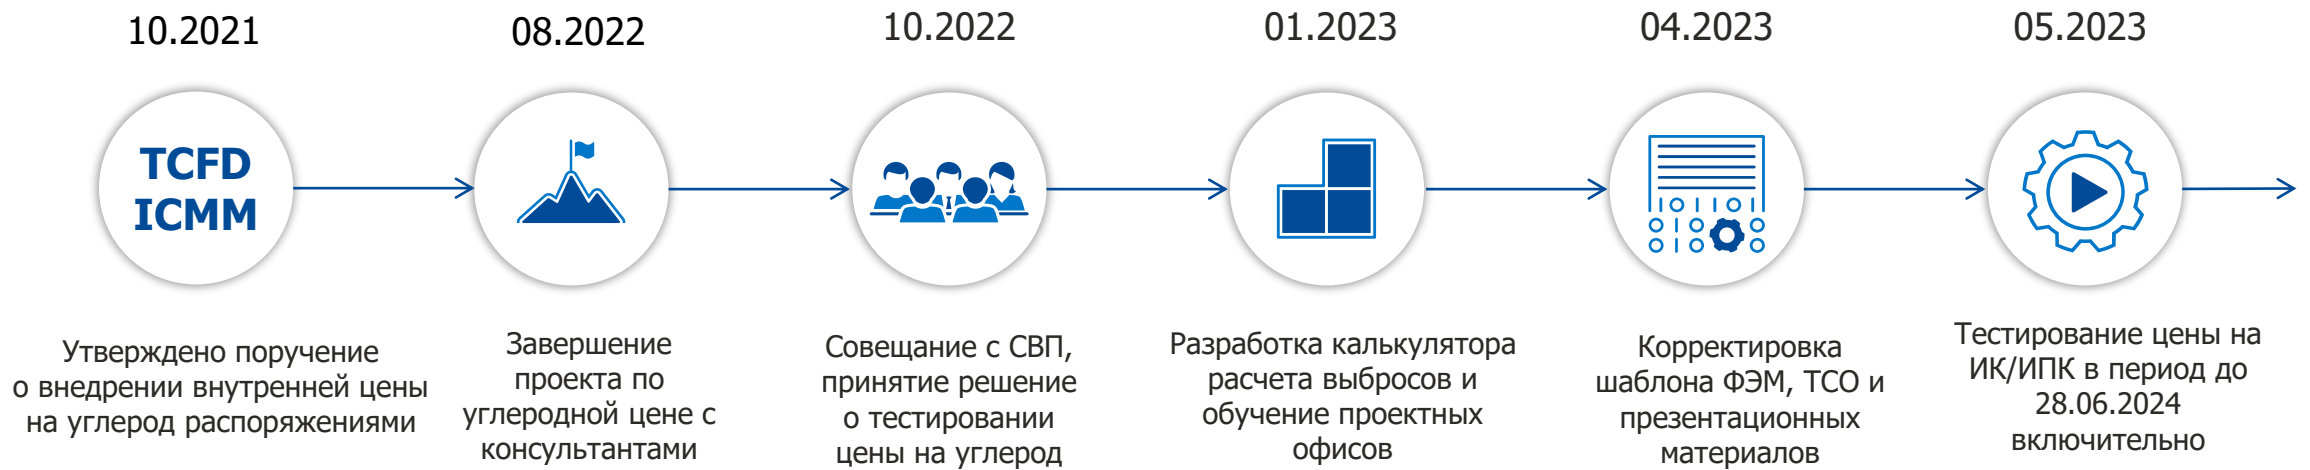 10.2021
TCFD
ICMM
Утверждено поручение
о внедрении внутренней цены
на углерод распоряжениями
08.2022
Завершение
проекта по
углеродной цене с
консультантами
10.2022
Совещание с СВП,
принятие решение
о тестировании
цены на углерод
01.2023
Разработка калькулятора
расчета выбросов и
обучение проектных
офисов
04.2023
Корректировка
шаблона ФЭМ, ТСО и
презентационных
материалов
05.2023
Тестирование цены на
ИК/ИПК в период до
28.06.2024
включительно